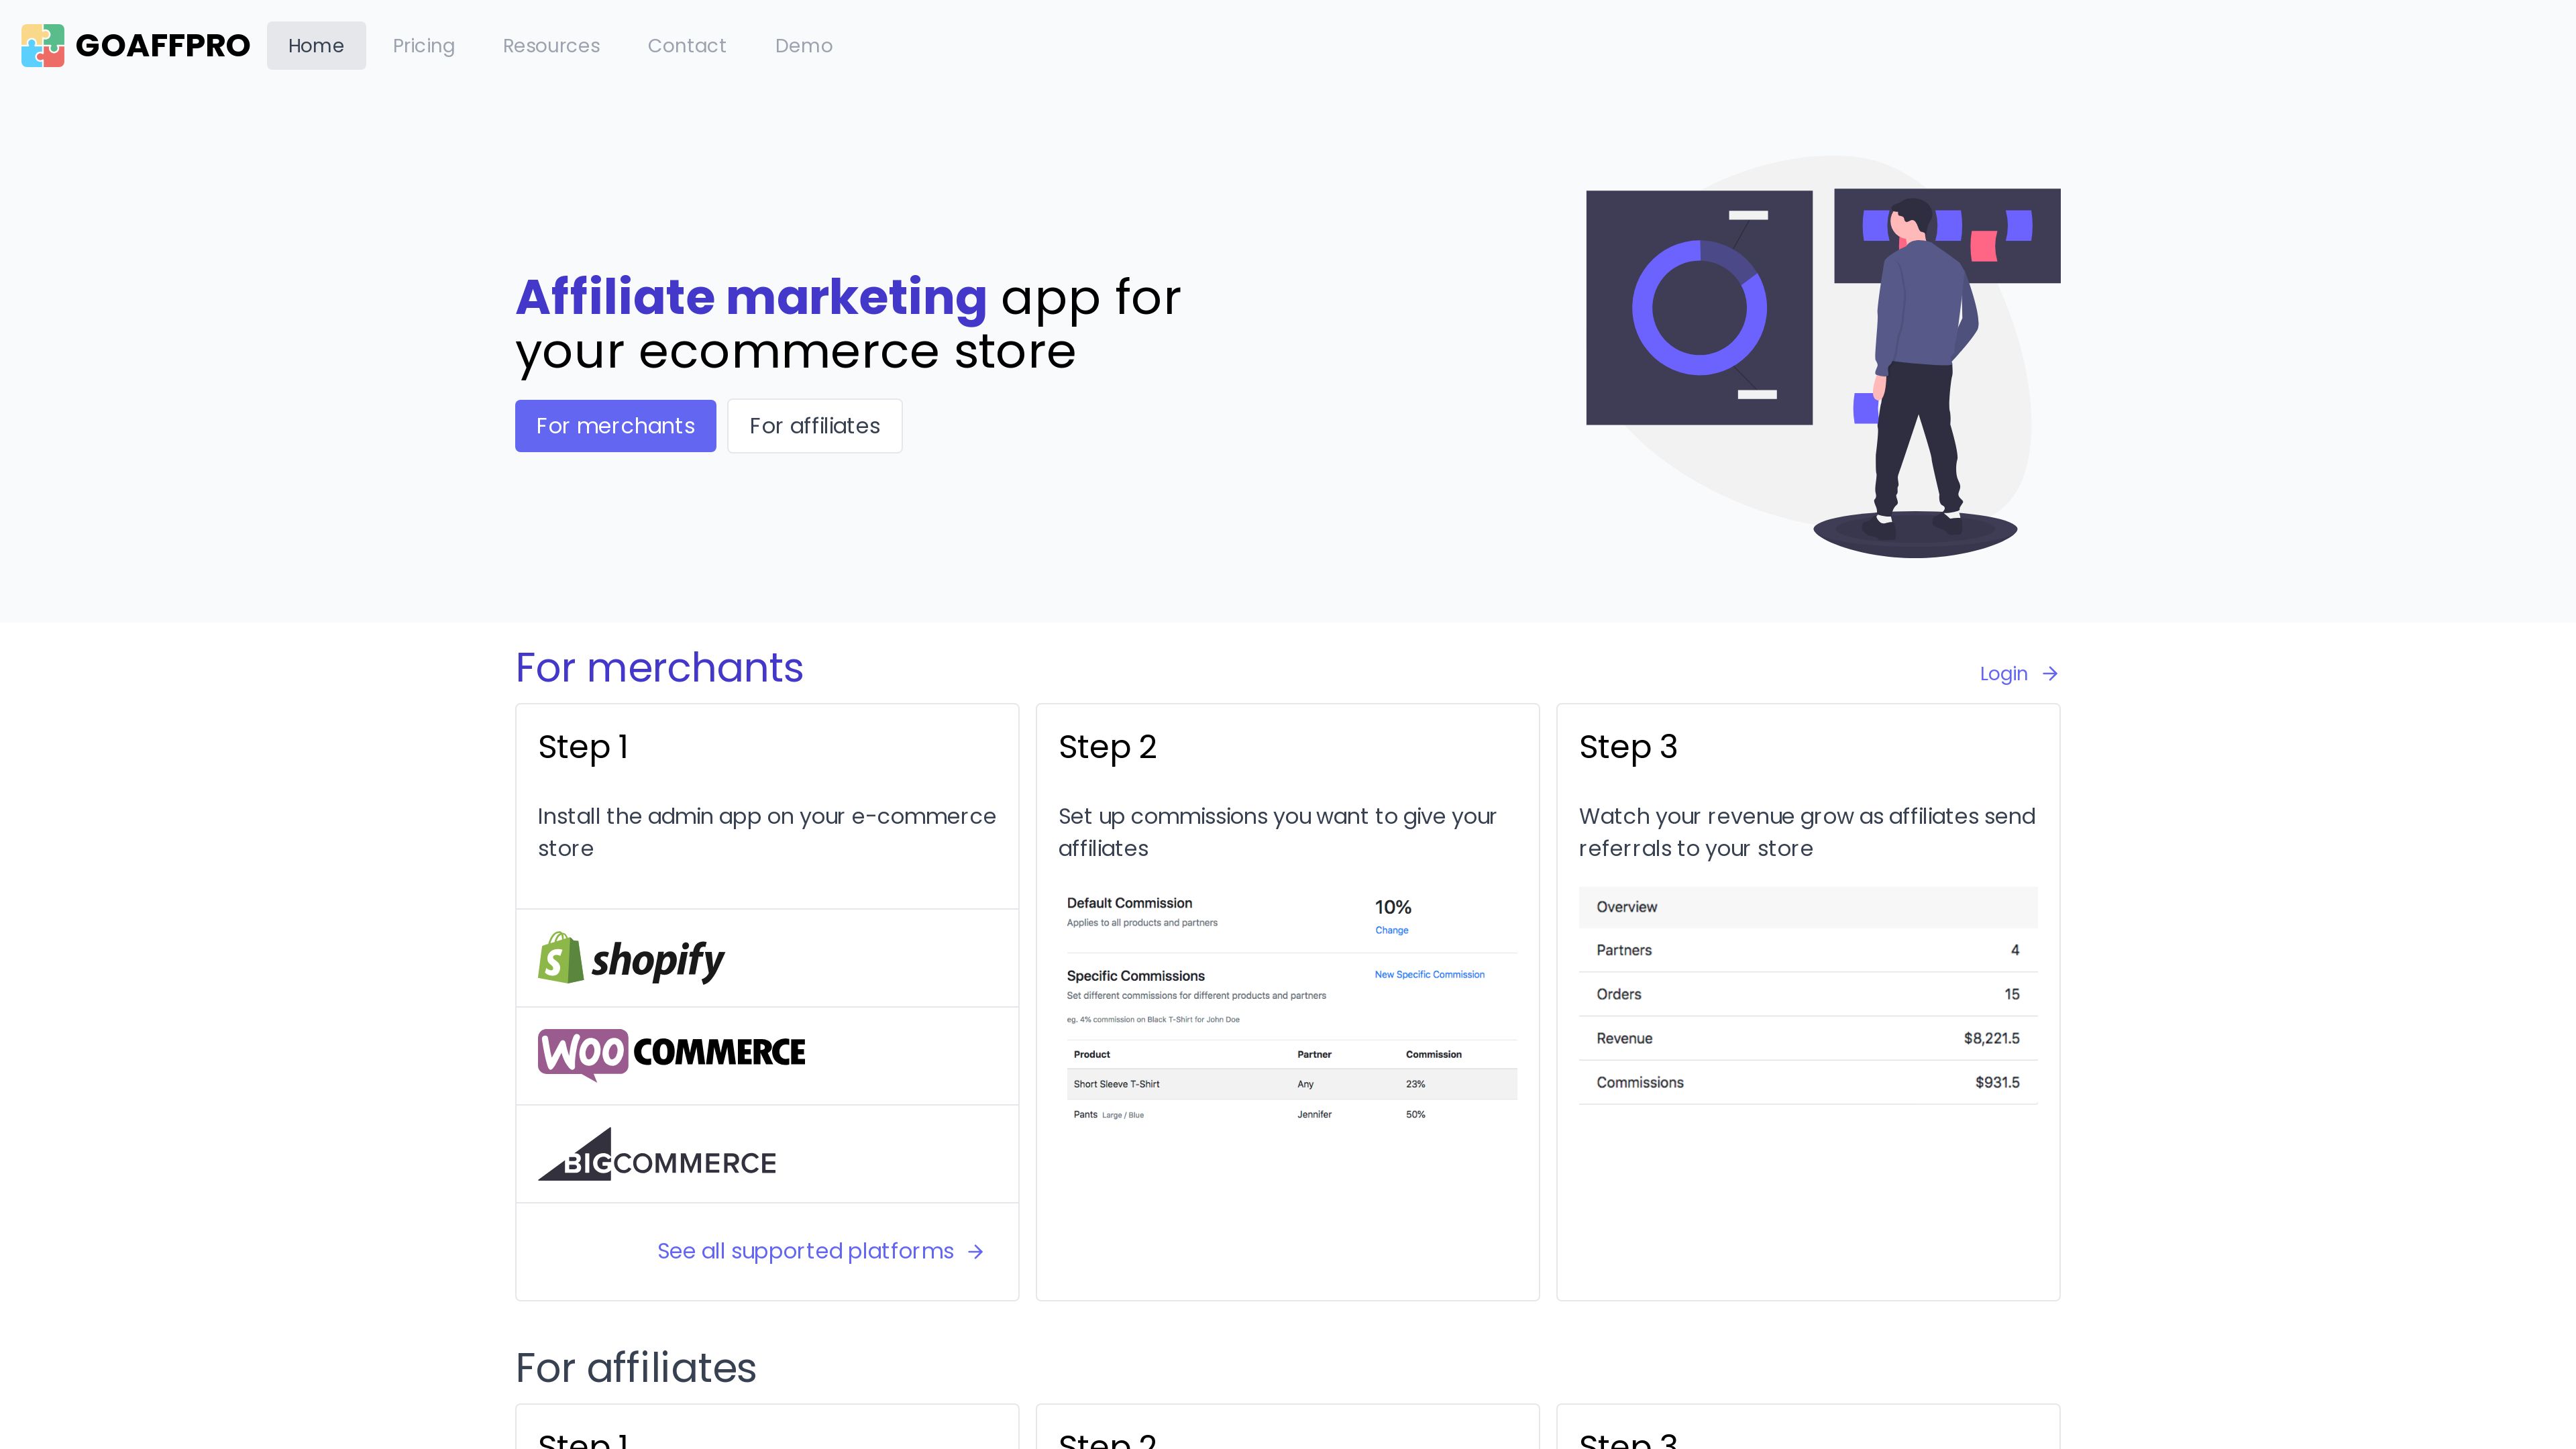 GOAFFPRO
Home
Pricing
Resources
Contact
Demo
Affiliate marketing app for
your ecommerce store
For merchants
For affiliates
For merchants
Login
Step 1
Install the admin app on your e-commerce
store
shopify
WOO COMMERCE
BIGCOMMERCE
See all supported platforms
Step 2
Set up commissions you want to give your
affiliates
Default Commission
10%
Applies to all products and partners
Change
Specific Commissions
New Specific Commission
Set different commissions for different products and partners
eg. 4% commission on Black T-Shirt for John Doe
Product Partner Commission
Short Sleeve T-Shirt Any 23%
Pants Large / Blue Jennifer 50%
Step 3
Watch your revenue grow as affiliates send
referrals to your store
Overview
Partners 4
Orders 15
Revenue $8,221.5
Commissions $931.5
For affiliates
Step 1
Step 2
Step 3